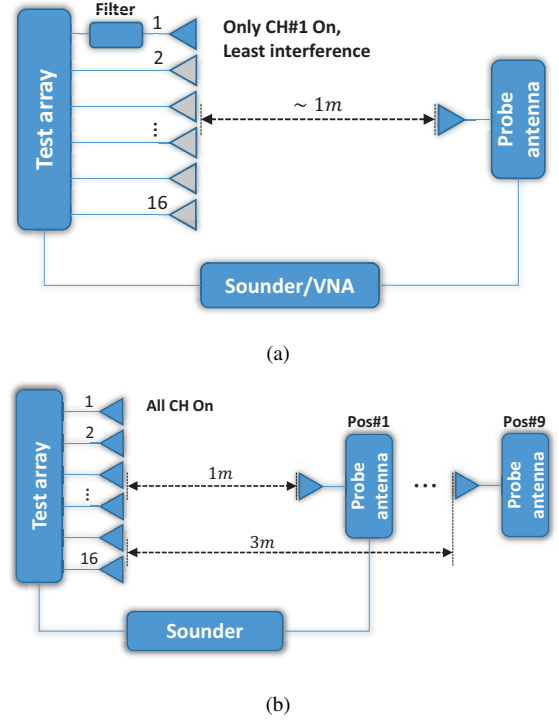 Filter
1
Only CH#1 On,
Least interference
2
~ 1m
...
16
Test array
Probe
antenna
Sounder/VNA
(a)
1
All CH On
2
Pos#1
Pos#9
1m
...
...
3m
16
Test array
Probe
antenna
Probe
antenna
Sounder
(b)